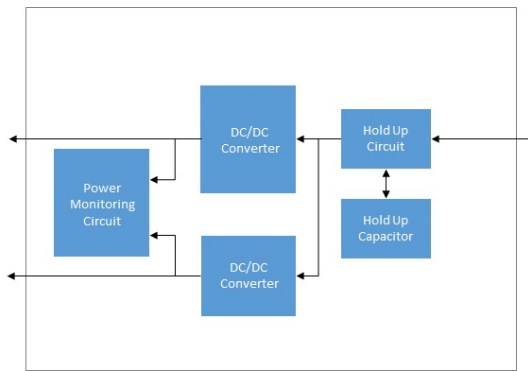 DC/DC
Converter
Hold Up
Circuit
Power
Monitoring
Circuit
Hold Up
Capacitor
DC/DC
Converter